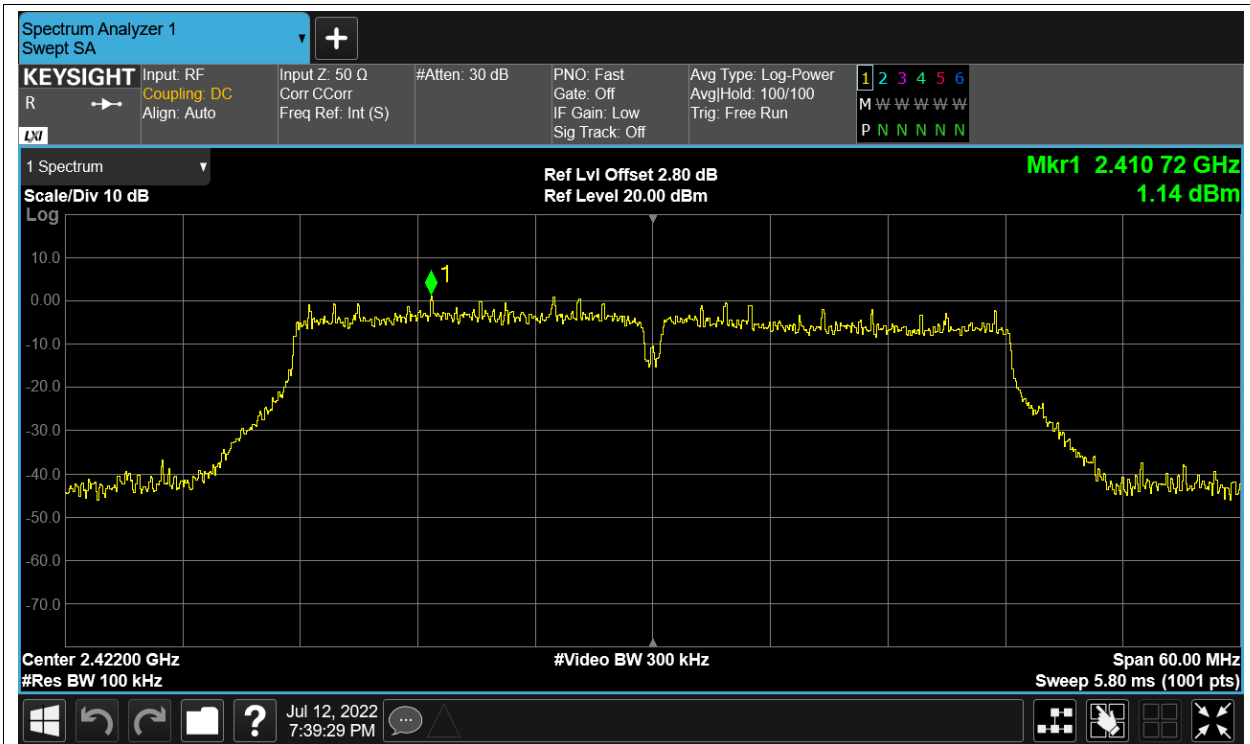 Spectrum Analyzer 1
Swept SA
KEYSIGHT
R
LXI
Input: RF
Coupling: DC
Align: Auto
Input Z: 50 Ω
Corr CCorr
Freq Ref: Int (S)
#Atten: 30 dB
PNO: Fast
Gate: Off
IF Gain: Low
Sig Track: Off
Avg Type: Log-Power
Avg|Hold: 100/100
Trig: Free Run
1 2 3 4 5 6
M W W W W W
P N N N N N
1 Spectrum
Scale/Div 10 dB
Log
Ref Lvl Offset 2.80 dB
Ref Level 20.00 dBm
Mkr1 2.410 72 GHz
1.14 dBm
10.0
0.00
-10.0
-20.0
-30.0
-40.0
-50.0
-60.0
-70.0
1
Center 2.42200 GHz
#Res BW 100 kHz
#Video BW 300 kHz
Span 60.00 MHz
Sweep 5.80 ms (1001 pts)
?
Jul 12, 2022
7:39:29 PM